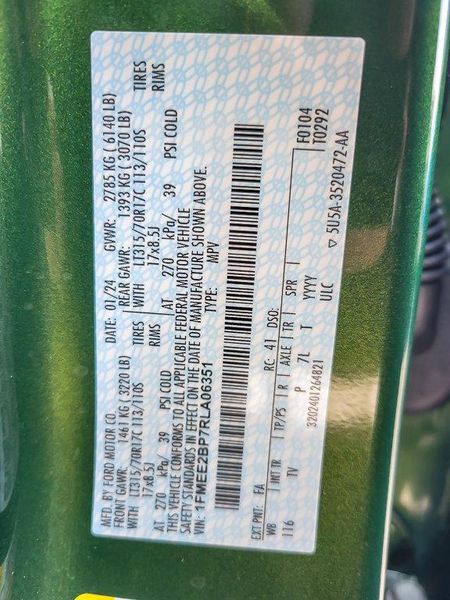 MFD. BY FORD MOTOR CO.
DATE: 01/24 GVWR: 2785 KG ( 6140 LB)
FRONT GAWR: 1461 KG ( 3220 LB) REAR GAWR: 1393 KG ( 3070 LB)
WITH LT315/70R17C 113/110S TIRES WITH LT315/70R17C 113/110S TIRES
17x8.5J RIMS 17x8.5J RIMS
AT 270 kPa/ 39 PSI COLD AT 270 kPa/ 39 PSI COLD
THIS VEHICLE CONFORMS TO ALL APPLICABLE FEDERAL MOTOR VEHICLE
SAFETY STANDARDS IN EFFECT ON THE DATE OF MANUFACTURE SHOWN ABOVE.
VIN: 1FMEE2BP7RLA06351 TYPE: MPV
F0104
T0292
EXT PNT: FA RC: 41 DSO:
WB INT TR TP/PS R AXLE TR SPR
116 TV P 7L T YYYY
ULC
3202401264821
▽ 5U5A-3520472-AA